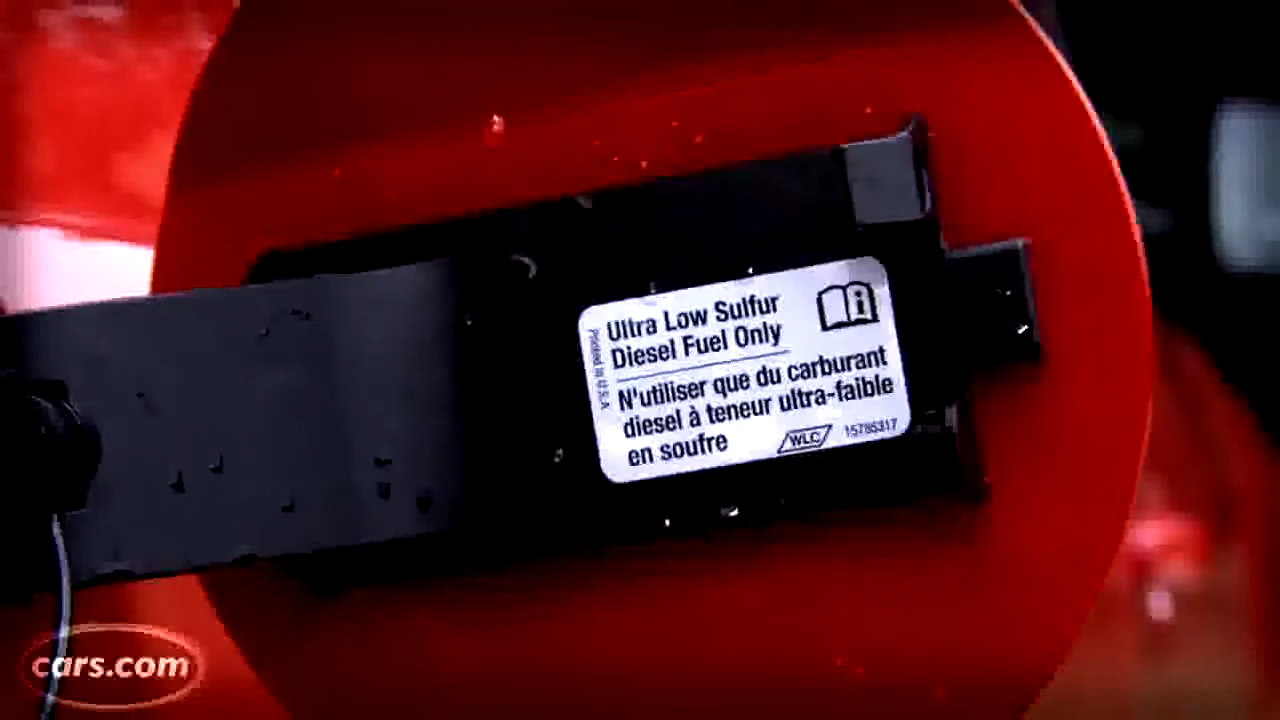 Ultra Low Sulfur
Diesel Fuel Only
N'utiliser que du carburant
diesel à teneur ultra-faible
en soufre
WLC 15785317
PRINTED IN U.S.A.
cars.com